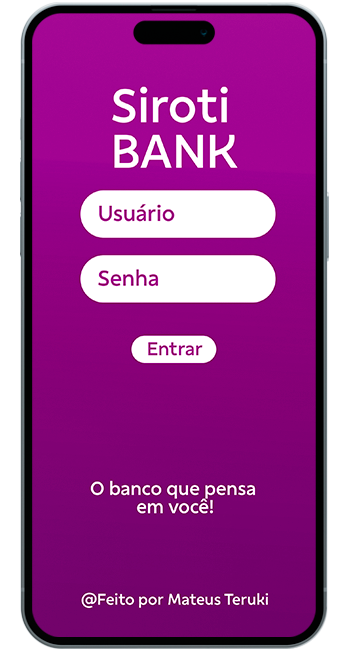 Siroti
BANK
Usuário
Senha
Entrar
O banco que pensa
em você!
@Feito por Mateus Teruki